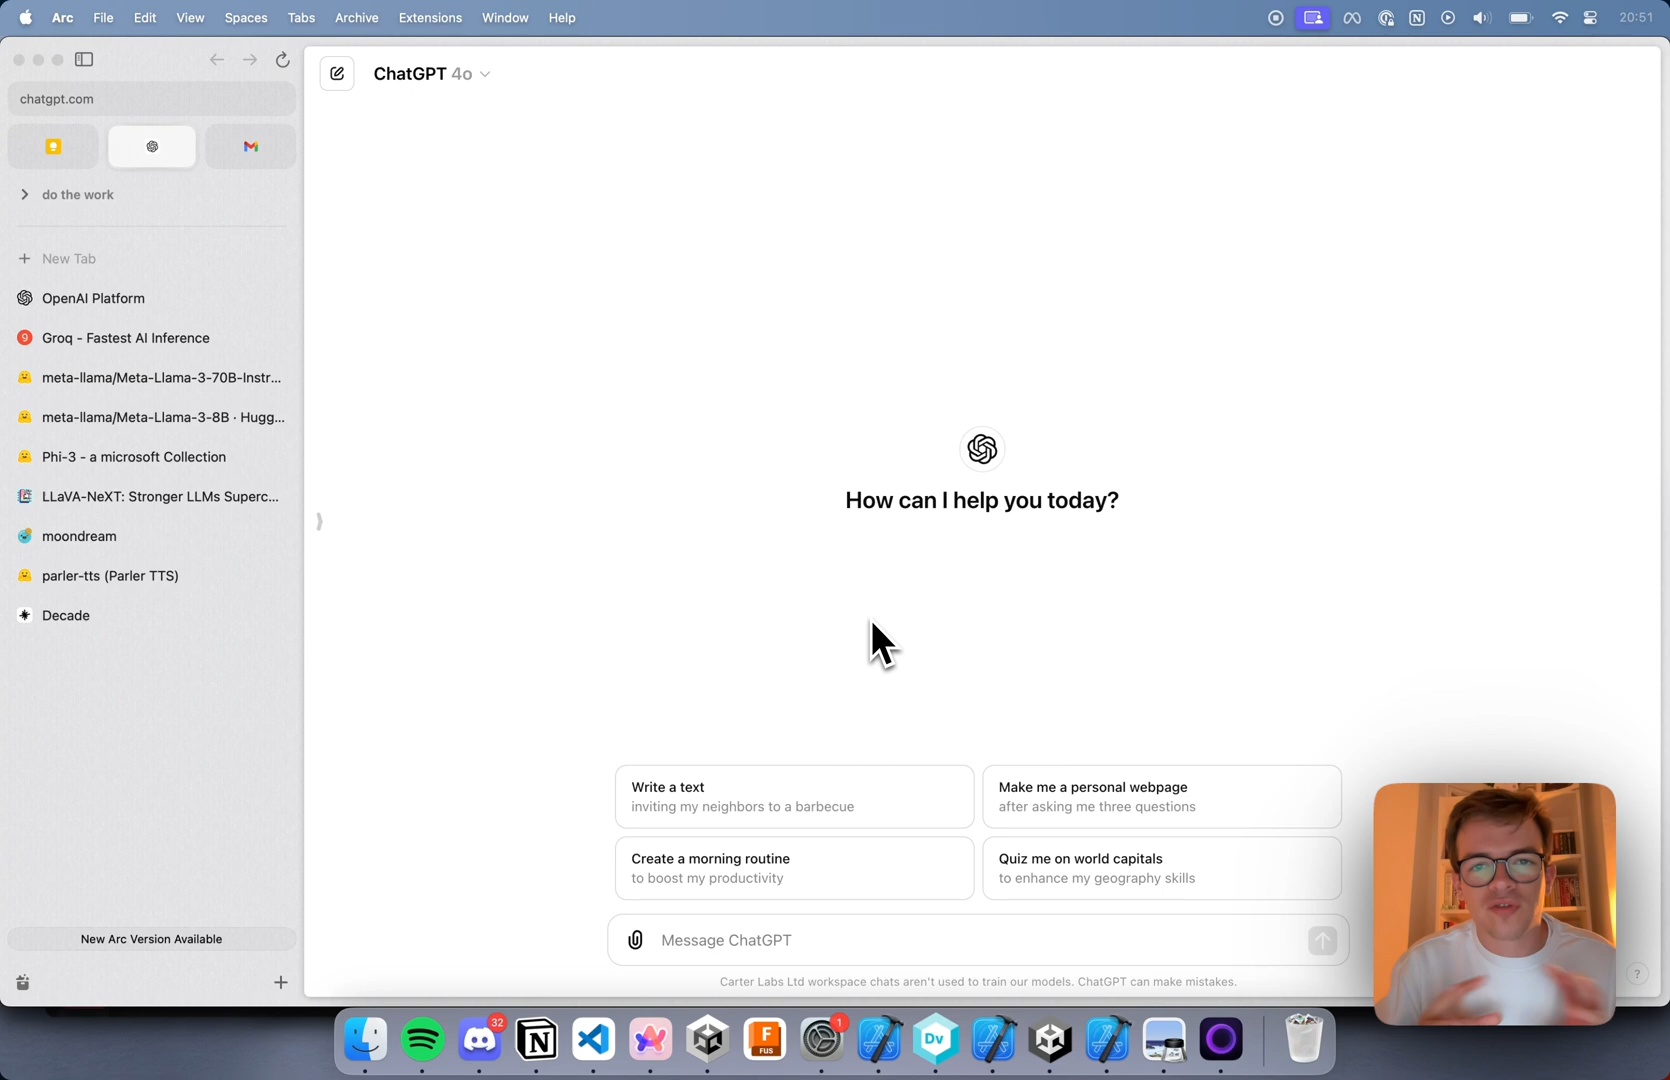 Arc File Edit View Spaces Tabs Archive Extensions Window Help 20:51
chatgpt.com
do the work
New Tab
OpenAI Platform
9 Groq - Fastest AI Inference
meta-llama/Meta-Llama-3-70B-Instr...
meta-llama/Meta-Llama-3-8B · Hugg...
Phi-3 - a microsoft Collection
LLaVA-NeXT: Stronger LLMs Superc...
moondream
parler-tts (Parler TTS)
Decade
New Arc Version Available
ChatGPT 4o
How can I help you today?
Write a text
inviting my neighbors to a barbecue
Make me a personal webpage
after asking me three questions
Create a morning routine
to boost my productivity
Quiz me on world capitals
to enhance my geography skills
Message ChatGPT
Carter Labs Ltd workspace chats aren't used to train our models. ChatGPT can make mistakes.
?
32
F
FUS
1
Dv